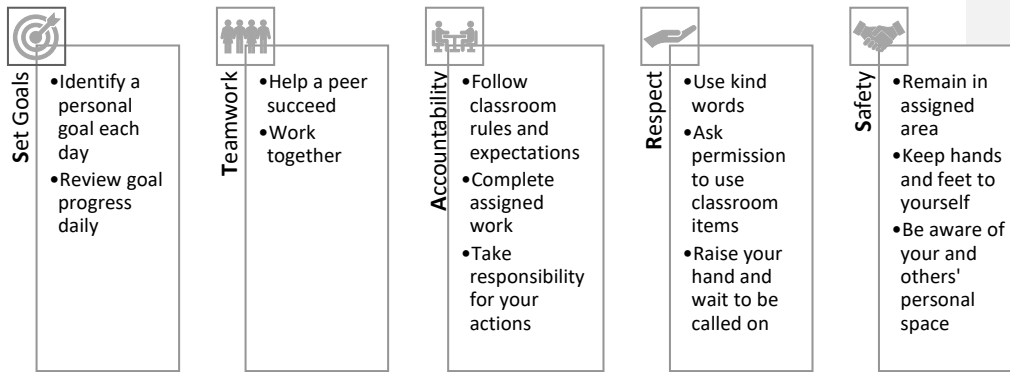 Set Goals
•Identify a
personal
goal each
day
•Review goal
progress
daily
Teamwork
•Help a peer
succeed
•Work
together
Accountability
•Follow
classroom
rules and
expectations
•Complete
assigned
work
•Take
responsibility
for your
actions
Respect
•Use kind
words
•Ask
permission
to use
classroom
items
•Raise your
hand and
wait to be
called on
Safety
•Remain in
assigned
area
•Keep hands
and feet to
yourself
•Be aware of
your and
others'
personal
space